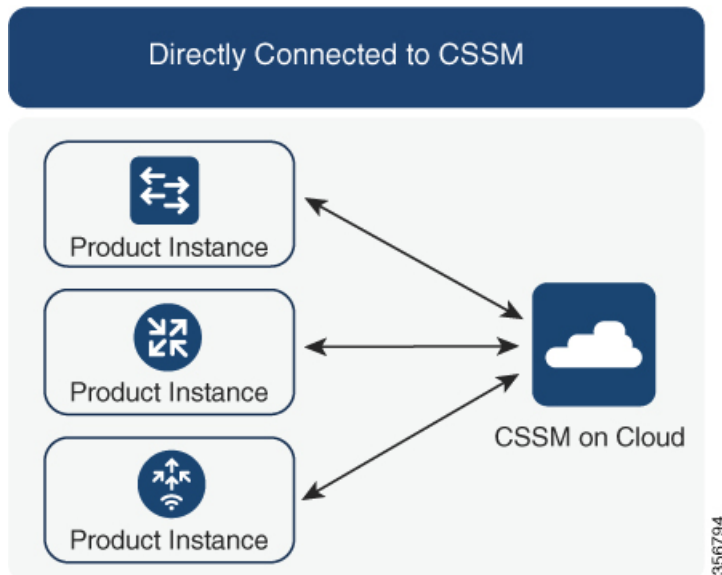 Directly Connected to CSSM
Product Instance
Product Instance
CSSM on Cloud
Product Instance
356794